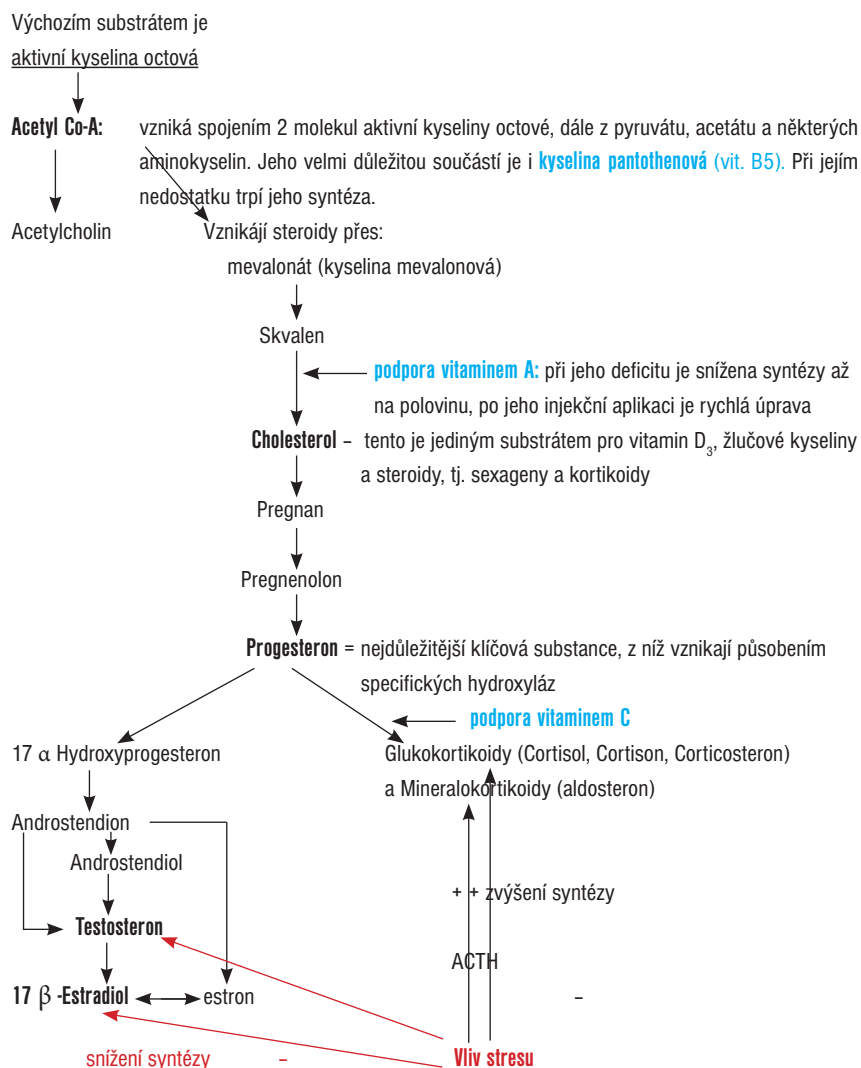 Výchozím substrátem je
aktivní kyselina octová
Acetyl Co-A: vzniká spojením 2 molekul aktivní kyseliny octové, dále z pyruvátu, acetátu a některých
aminokyselin. Jeho velmi důležitou součástí je i kyselina pantothenová (vit. B5). Při jejím
nedostatku trpí jeho syntéza.
Acetylcholin Vznikájí steroidy přes:
mevalonát (kyselina mevalonová)
Skvalen
podpora vitaminem A: při jeho deficitu je snížena syntézy až
na polovinu, po jeho injekční aplikaci je rychlá úprava
Cholesterol – tento je jediným substrátem pro vitamin D3, žlučové kyseliny
a steroidy, tj. sexageny a kortikoidy
Pregnan
Pregnenolon
Progesteron = nejdůležitější klíčová substance, z níž vznikají působením
specifických hydroxyláz
podpora vitaminem C
17 α Hydroxyprogesteron Glukokortikoidy (Cortisol, Cortison, Corticosteron)
a Mineralokortikoidy (aldosteron)
Androstendion
Androstendiol
+ + zvýšení syntézy
Testosteron
ACTH
17 β -Estradiol estron –
snížení syntézy – Vliv stresu